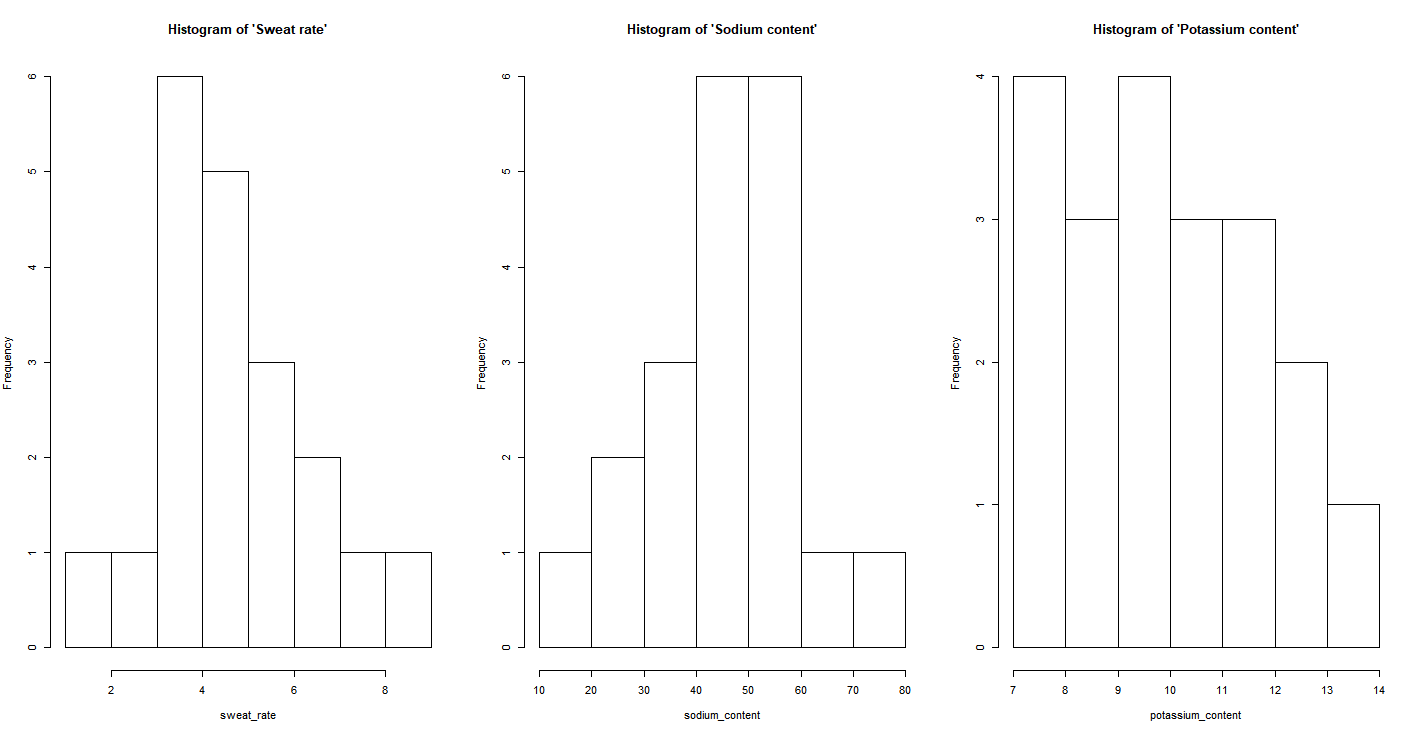 Histogram of 'Sweat rate'
Frequency
0 1 2 3 4 5 6
2 4 6 8
sweat_rate
Histogram of 'Sodium content'
Frequency
0 1 2 3 4 5 6
10 20 30 40 50 60 70 80
sodium_content
Histogram of 'Potassium content'
Frequency
0 1 2 3 4
7 8 9 10 11 12 13 14
potassium_content